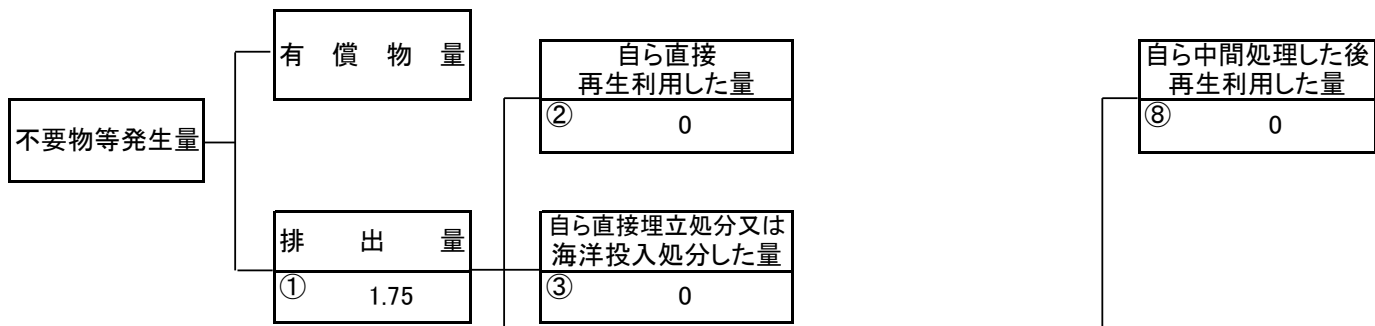 有償物量
自ら直接
再生利用した量
② 0
自ら中間処理した後
再生利用した量
⑧ 0
不要物等発生量
排出量
① 1.75
自ら直接埋立処分又は
海洋投入処分した量
③ 0